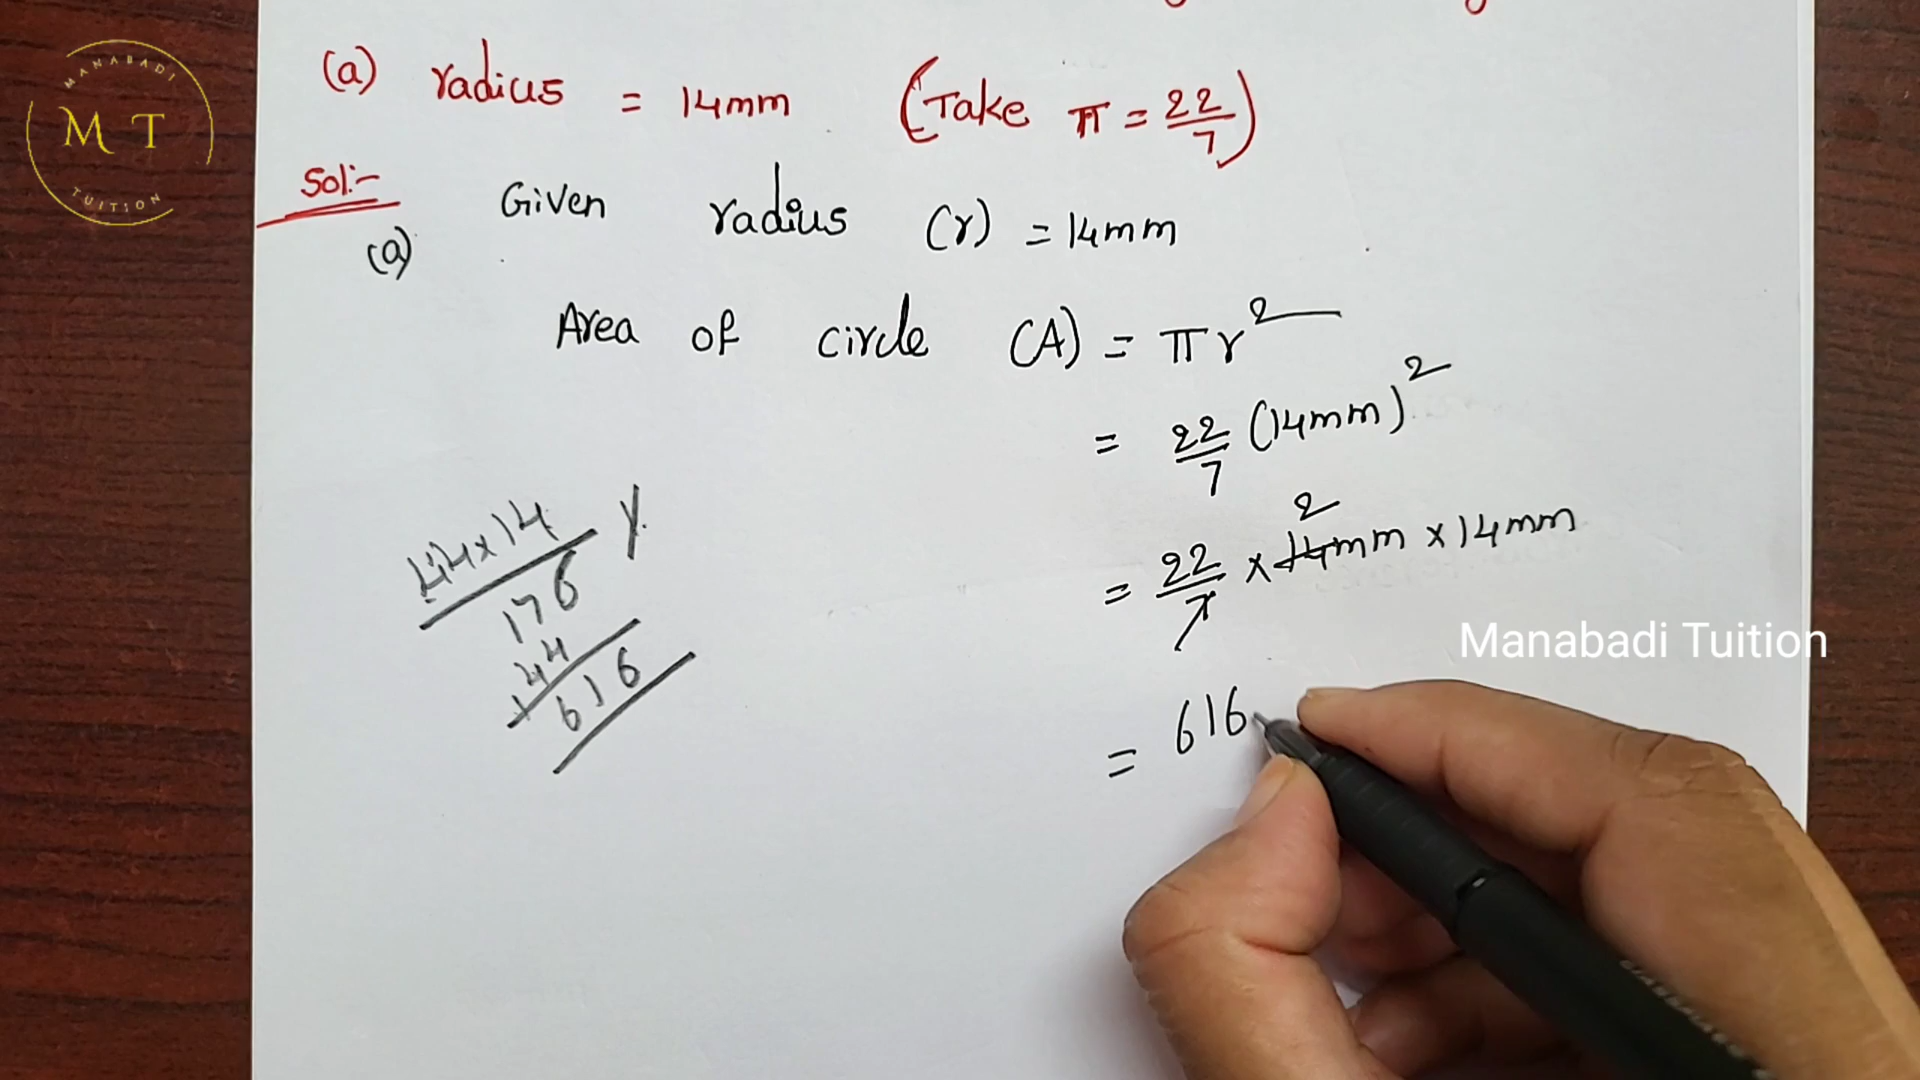 MANABADI
M T
TUITION
(a) radius = 14mm (Take π = 22/7)
Sol:-
(a) Given radius (r) = 14mm
Area of circle (A) = πr²
= 22/7 (14mm)²
2
= 22/7 × 14mm × 14mm
= 616
44×14
176
+44
616
Manabadi Tuition